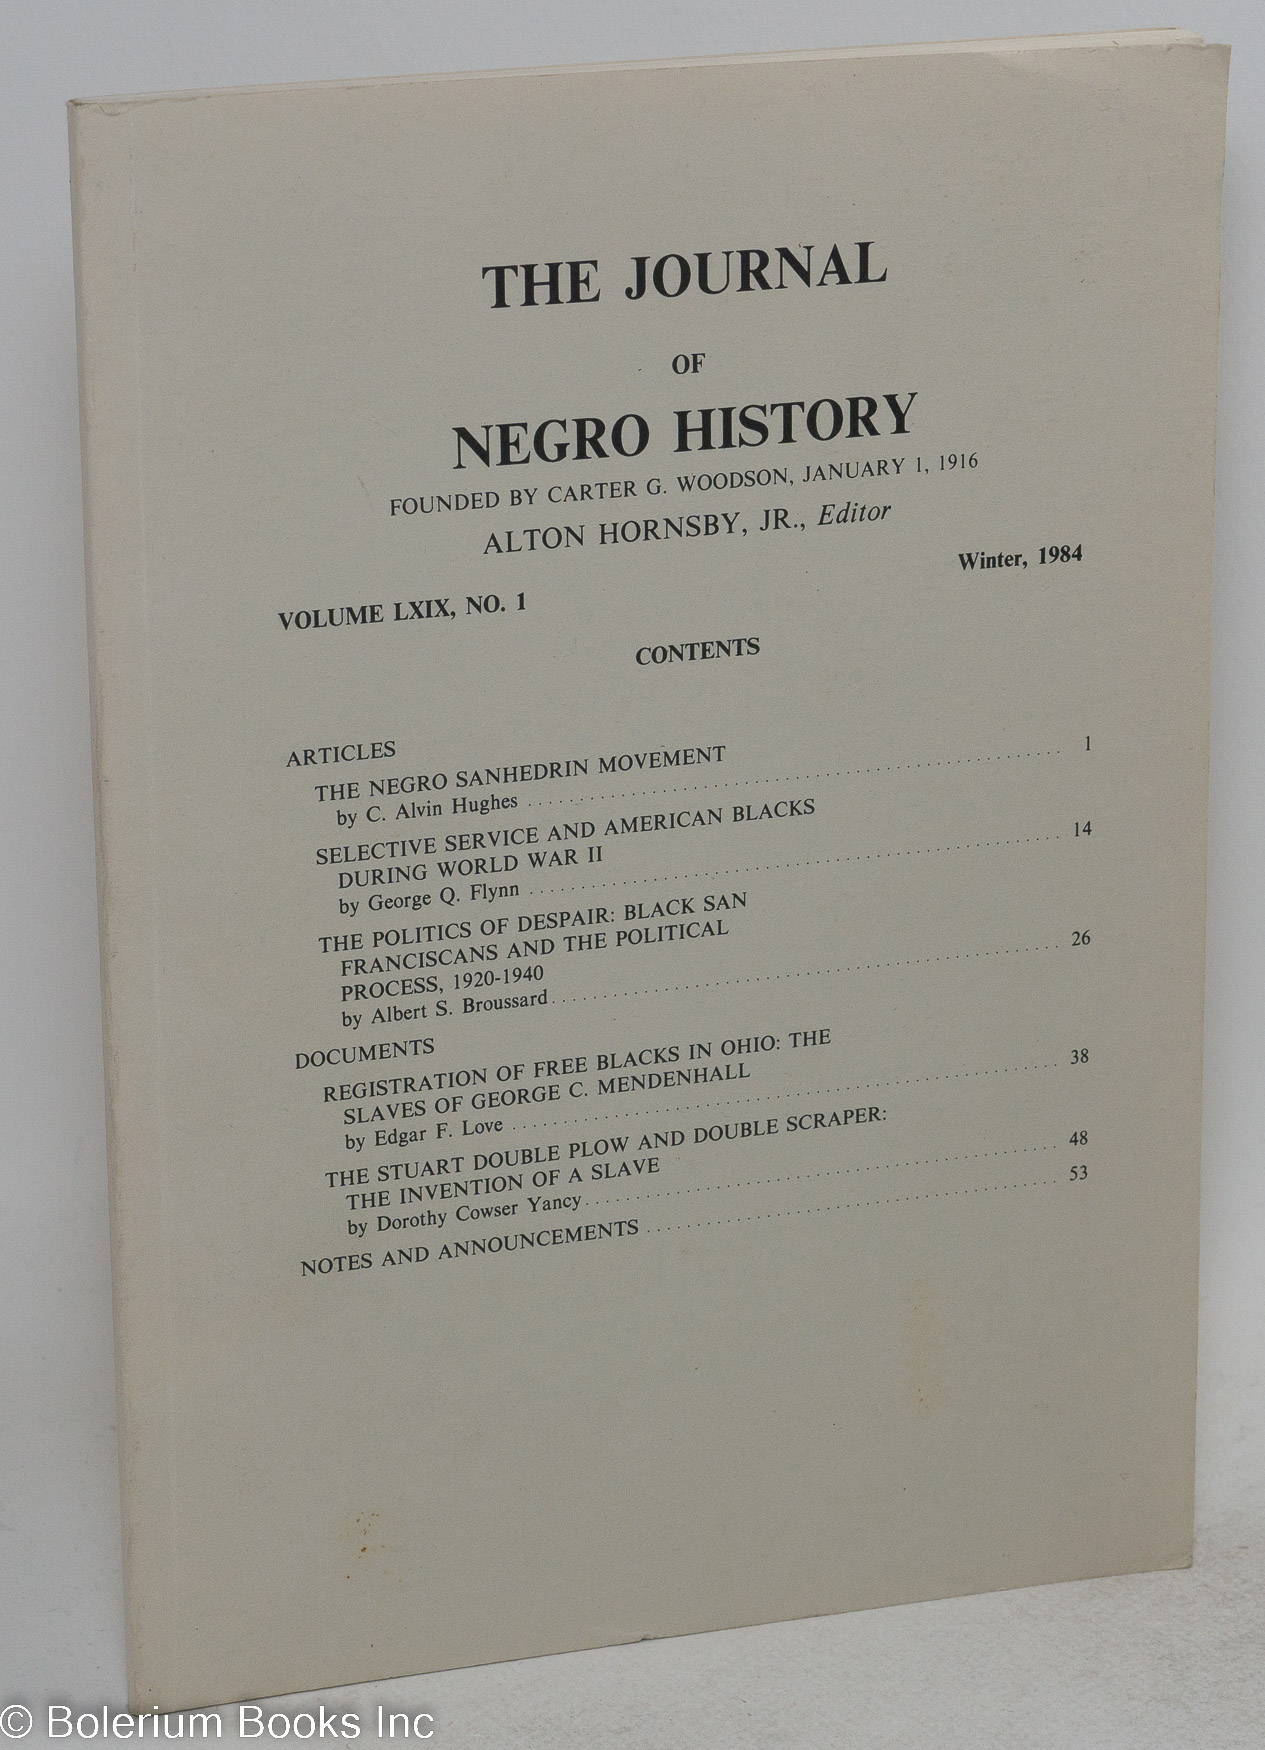 THE JOURNAL
OF
NEGRO HISTORY
FOUNDED BY CARTER G. WOODSON, JANUARY 1, 1916
ALTON HORNSBY, JR., Editor
Winter, 1984
VOLUME LXIX, NO. 1
CONTENTS
ARTICLES
THE NEGRO SANHEDRIN MOVEMENT
by C. Alvin Hughes . . . . . . . . . . . . . . . . . . . . . . . . . . . . . . . . . . . . . . . . 1
SELECTIVE SERVICE AND AMERICAN BLACKS
DURING WORLD WAR II
by George Q. Flynn . . . . . . . . . . . . . . . . . . . . . . . . . . . . . . . . . . . . . . . . 14
THE POLITICS OF DESPAIR: BLACK SAN
FRANCISCANS AND THE POLITICAL
PROCESS, 1920-1940
by Albert S. Broussard . . . . . . . . . . . . . . . . . . . . . . . . . . . . . . . . . . . . . . . . 26
DOCUMENTS
REGISTRATION OF FREE BLACKS IN OHIO: THE
SLAVES OF GEORGE C. MENDENHALL
by Edgar F. Love . . . . . . . . . . . . . . . . . . . . . . . . . . . . . . . . . . . . . . . . 38
THE STUART DOUBLE PLOW AND DOUBLE SCRAPER:
THE INVENTION OF A SLAVE
by Dorothy Cowser Yancy . . . . . . . . . . . . . . . . . . . . . . . . . . . . . . . . . . . . . . . . 48
NOTES AND ANNOUNCEMENTS . . . . . . . . . . . . . . . . . . . . . . . . . . . . . . . . . . . 53
© Bolerium Books Inc